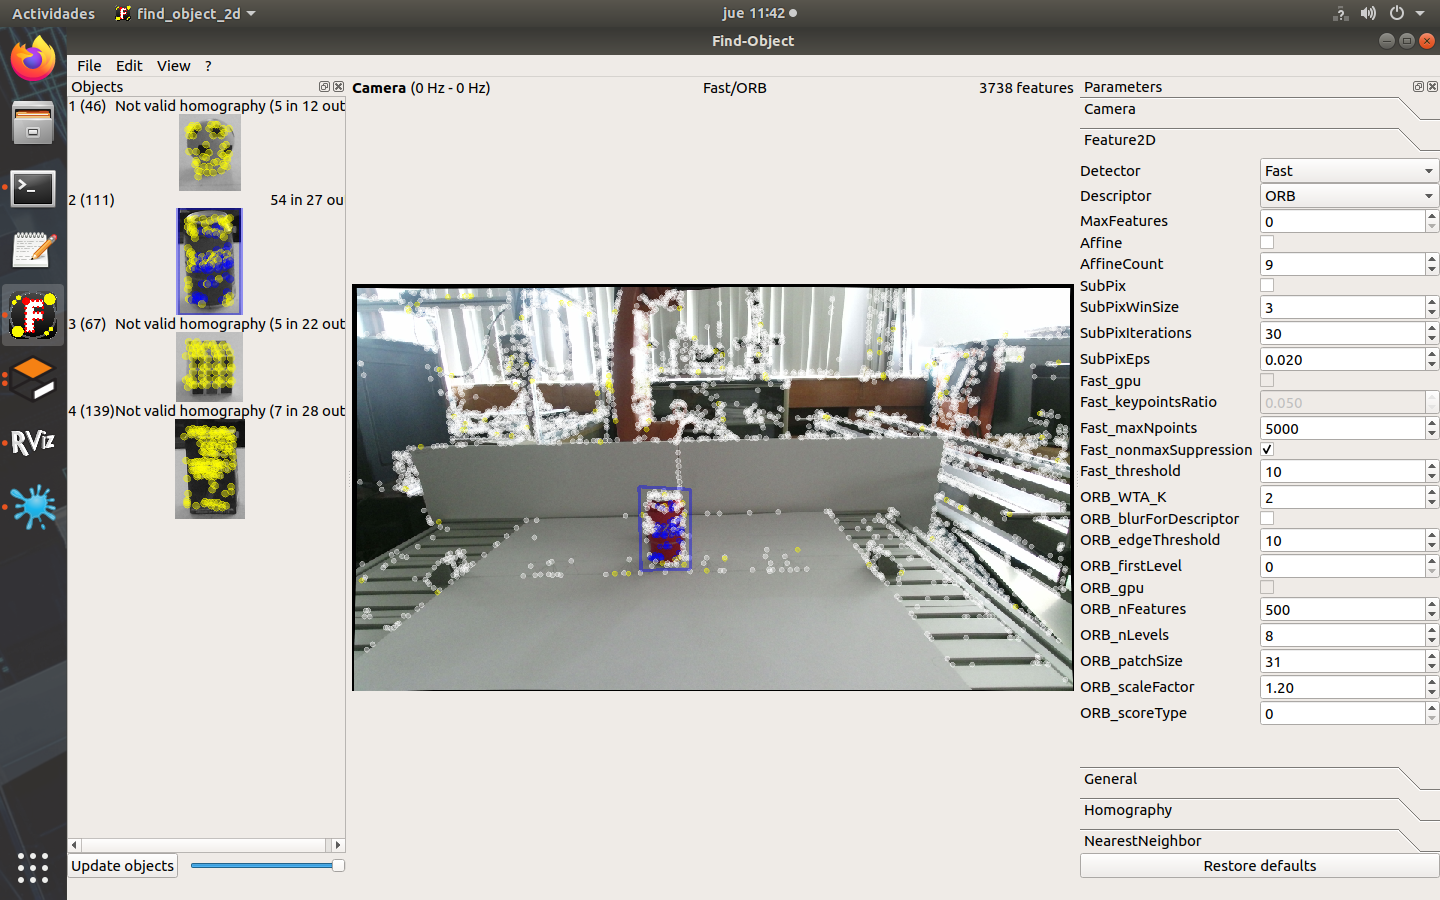 Actividades find_object_2d jue 11:42
Find-Object
File Edit View ?
Objects
1 (46) Not valid homography (5 in 12 out
2 (111) 54 in 27 ou
3 (67) Not valid homography (5 in 22 out
4 (139)Not valid homography (7 in 28 out
Update objects
Camera (0 Hz - 0 Hz) Fast/ORB 3738 features
Parameters
Camera
Feature2D
Detector Fast
Descriptor ORB
MaxFeatures 0
Affine
AffineCount 9
SubPix
SubPixWinSize 3
SubPixIterations 30
SubPixEps 0.020
Fast_gpu
Fast_keypointsRatio 0.050
Fast_maxNpoints 5000
Fast_nonmaxSuppression
Fast_threshold 10
ORB_WTA_K 2
ORB_blurForDescriptor
ORB_edgeThreshold 10
ORB_firstLevel 0
ORB_gpu
ORB_nFeatures 500
ORB_nLevels 8
ORB_patchSize 31
ORB_scaleFactor 1.20
ORB_scoreType 0
General
Homography
NearestNeighbor
Restore defaults
F
RViz